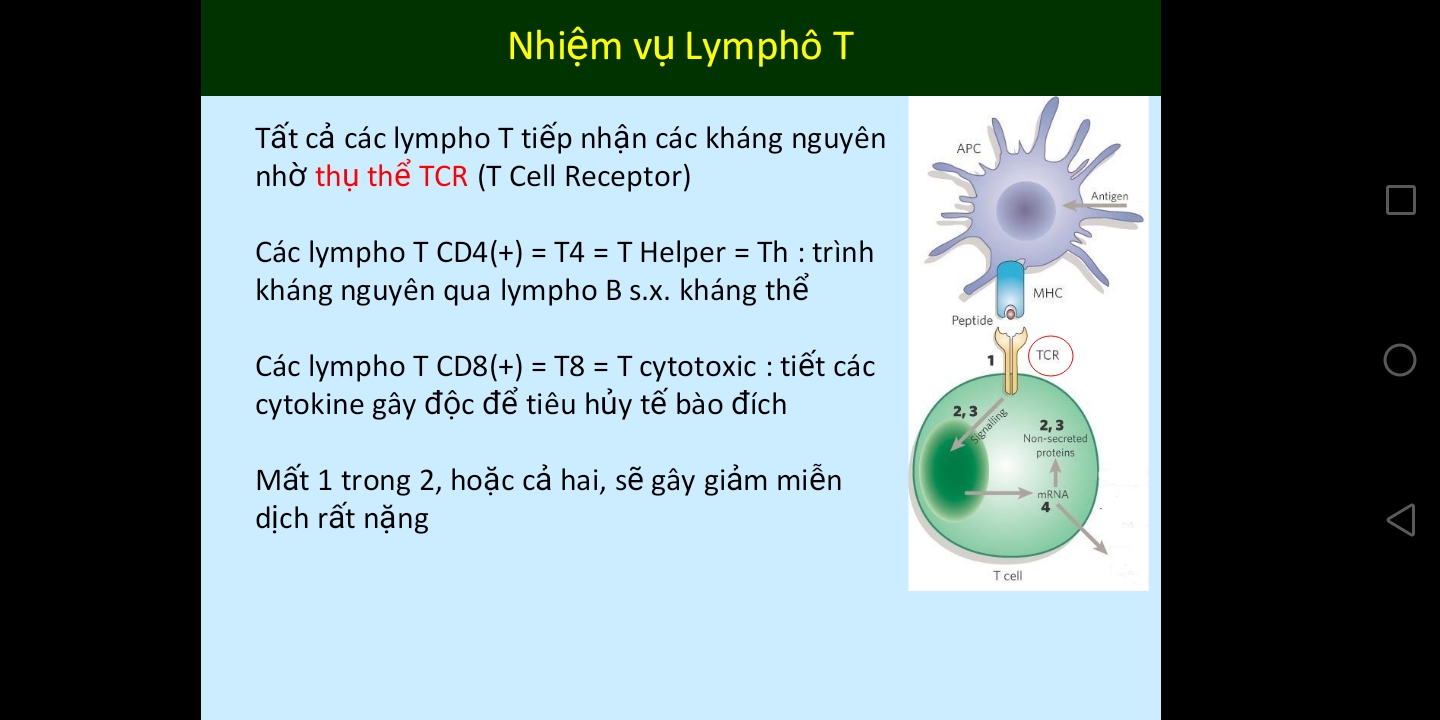 Nhiệm vụ Lymphô T
Tất cả các lympho T tiếp nhận các kháng nguyên
nhờ thụ thể TCR (T Cell Receptor)
Các lympho T CD4(+) = T4 = T Helper = Th : trình
kháng nguyên qua lympho B s.x. kháng thể
Các lympho T CD8(+) = T8 = T cytotoxic : tiết các
cytokine gây độc để tiêu hủy tế bào đích
Mất 1 trong 2, hoặc cả hai, sẽ gây giảm miễn
dịch rất nặng
APC
Antigen
MHC
Peptide
1
TCR
2, 3
Signalling
2, 3
Non-secreted
proteins
mRNA
4
T cell